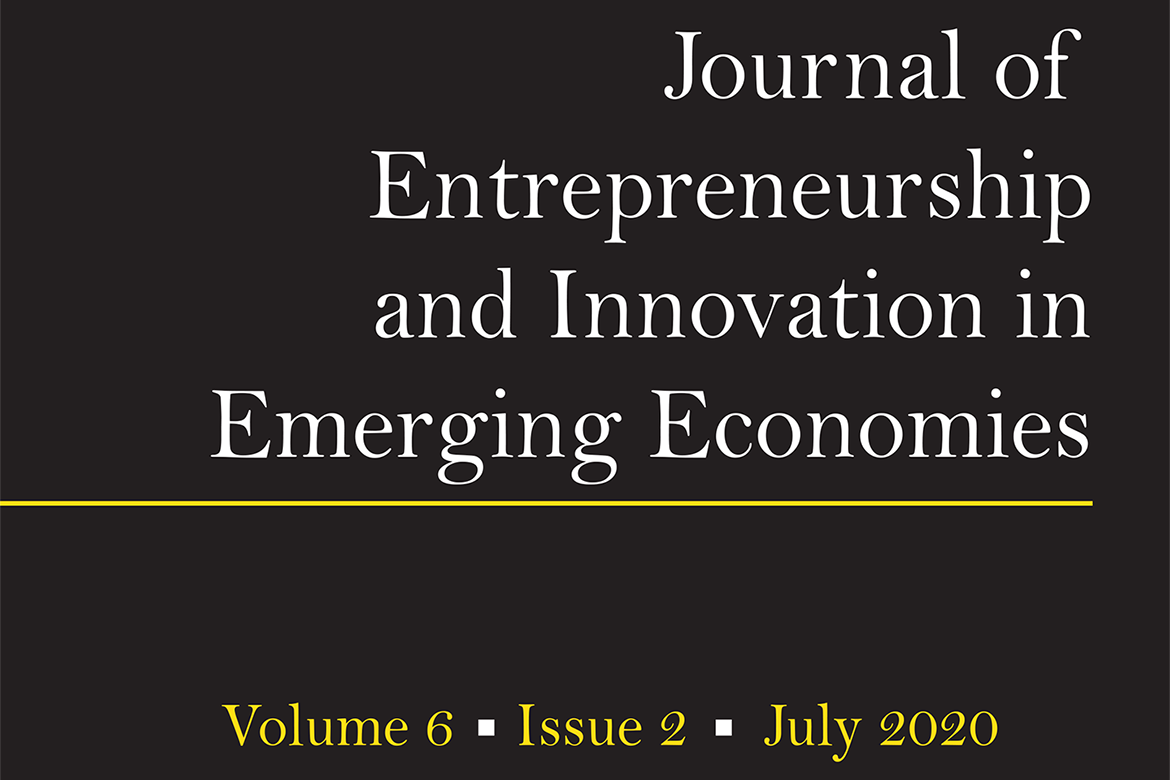 Journal of
Entrepreneurship
and Innovation in
Emerging Economies
Volume 6 ▪ Issue 2 ▪ July 2020